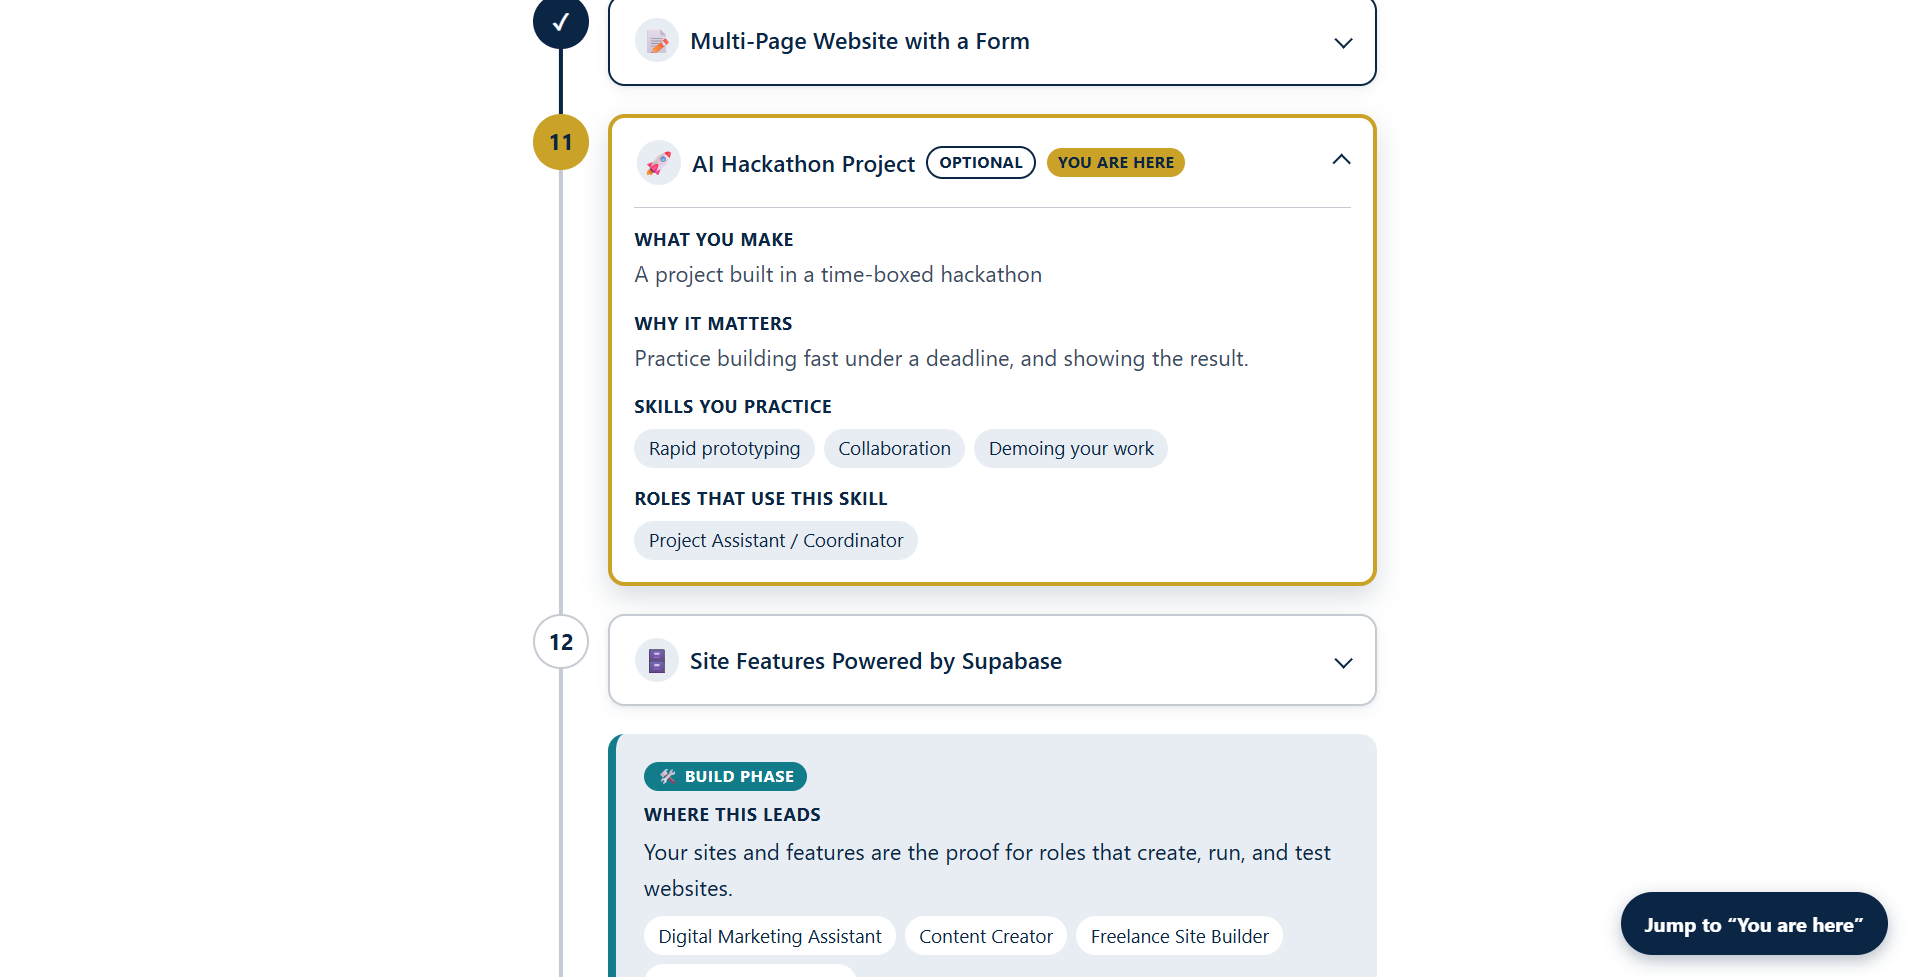 ✓
Multi-Page Website with a Form
11
AI Hackathon Project OPTIONAL YOU ARE HERE
WHAT YOU MAKE
A project built in a time-boxed hackathon
WHY IT MATTERS
Practice building fast under a deadline, and showing the result.
SKILLS YOU PRACTICE
Rapid prototyping Collaboration Demoing your work
ROLES THAT USE THIS SKILL
Project Assistant / Coordinator
12
Site Features Powered by Supabase
BUILD PHASE
WHERE THIS LEADS
Your sites and features are the proof for roles that create, run, and test
websites.
Digital Marketing Assistant Content Creator Freelance Site Builder
Jump to “You are here”